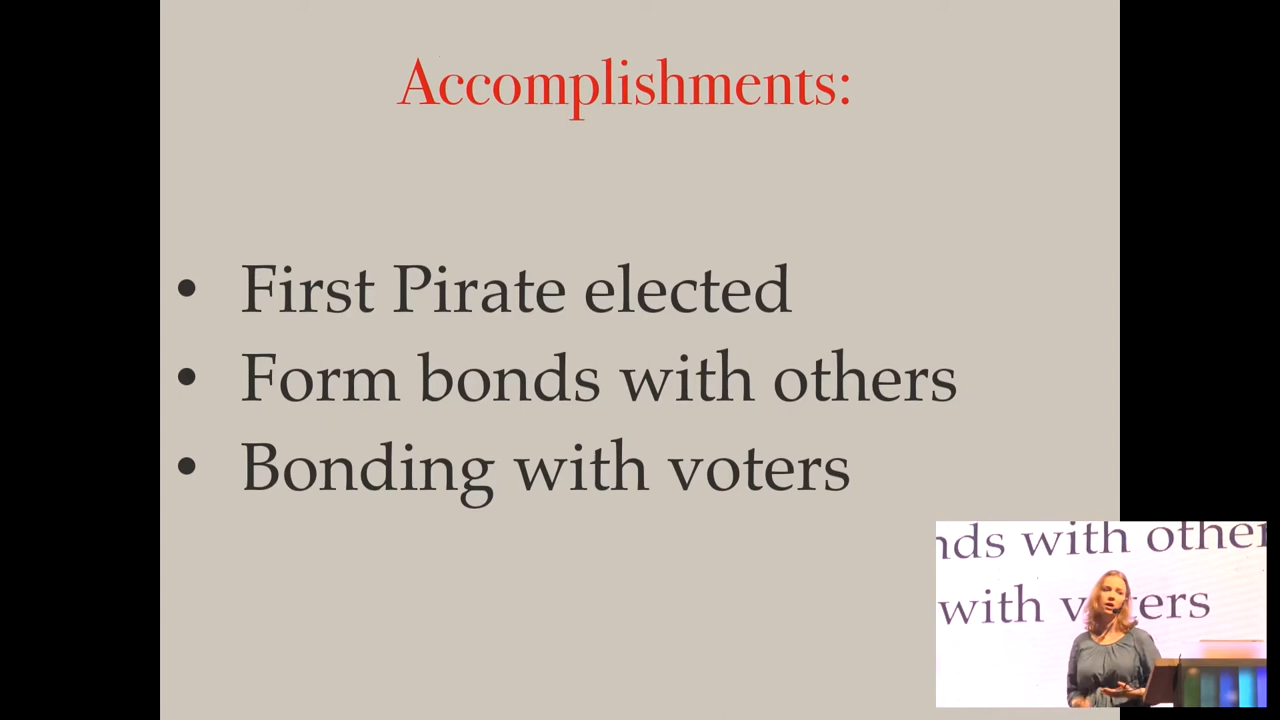 Accomplishments:
• First Pirate elected
• Form bonds with others
• Bonding with voters
nds with other
with voters